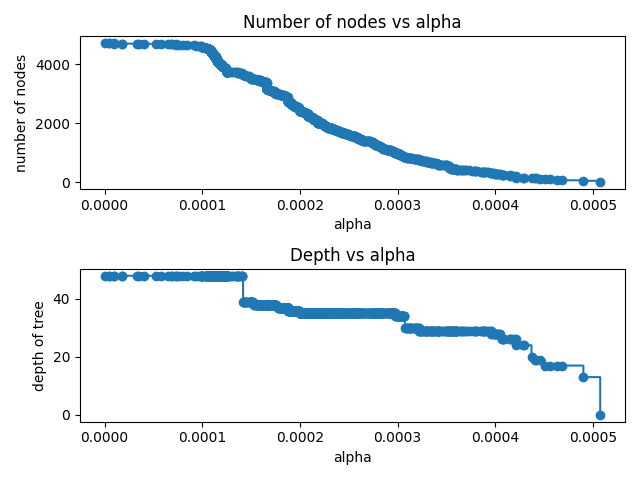 Number of nodes vs alpha
number of nodes
4000
2000
0
0.0000 0.0001 0.0002 0.0003 0.0004 0.0005
alpha
Depth vs alpha
depth of tree
40
20
0
0.0000 0.0001 0.0002 0.0003 0.0004 0.0005
alpha